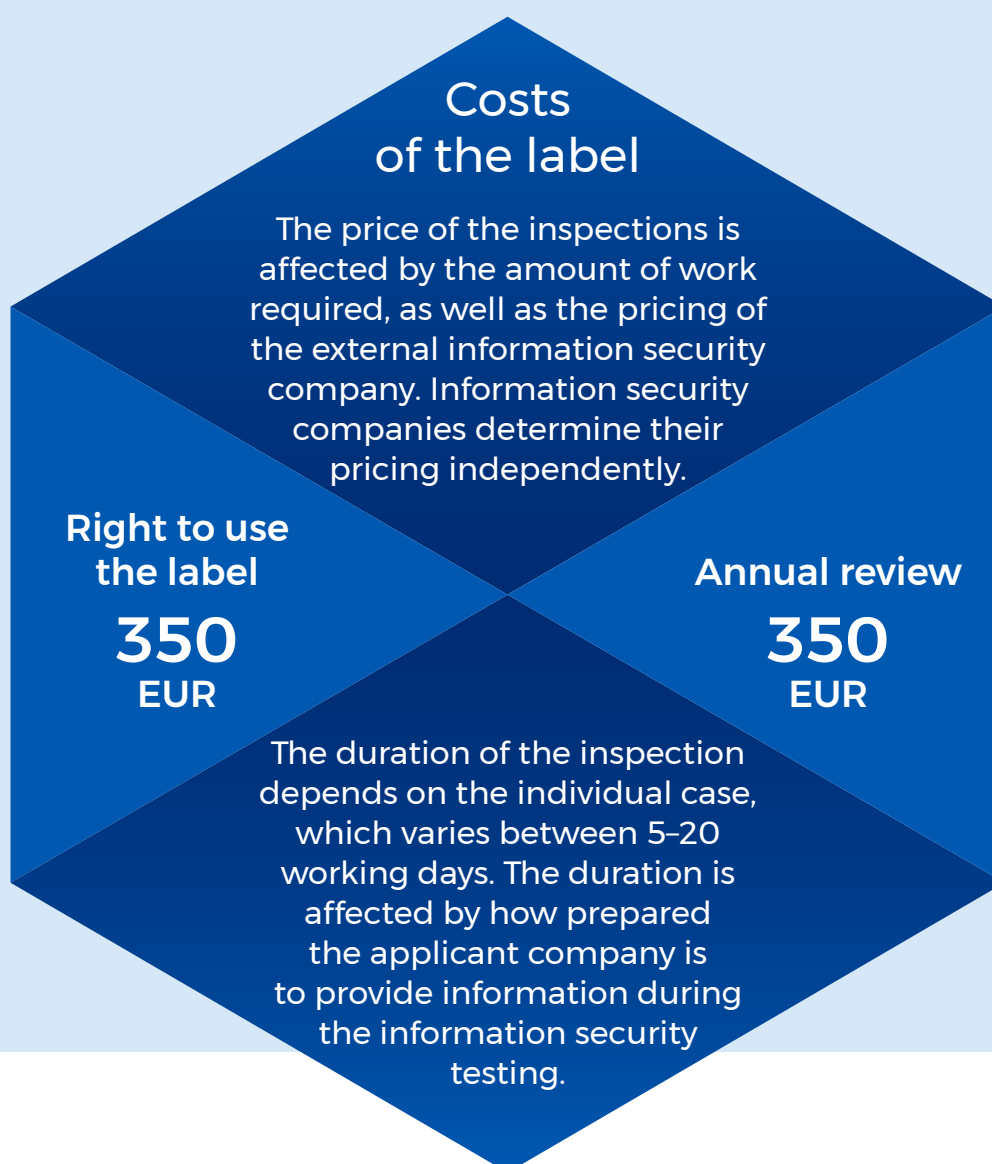 Costs
of the label
The price of the inspections is
affected by the amount of work
required, as well as the pricing of
the external information security
company. Information security
companies determine their
pricing independently.
Right to use
the label
350
EUR
Annual review
350
EUR
The duration of the inspection
depends on the individual case,
which varies between 5–20
working days. The duration is
affected by how prepared
the applicant company is
to provide information during
the information security
testing.